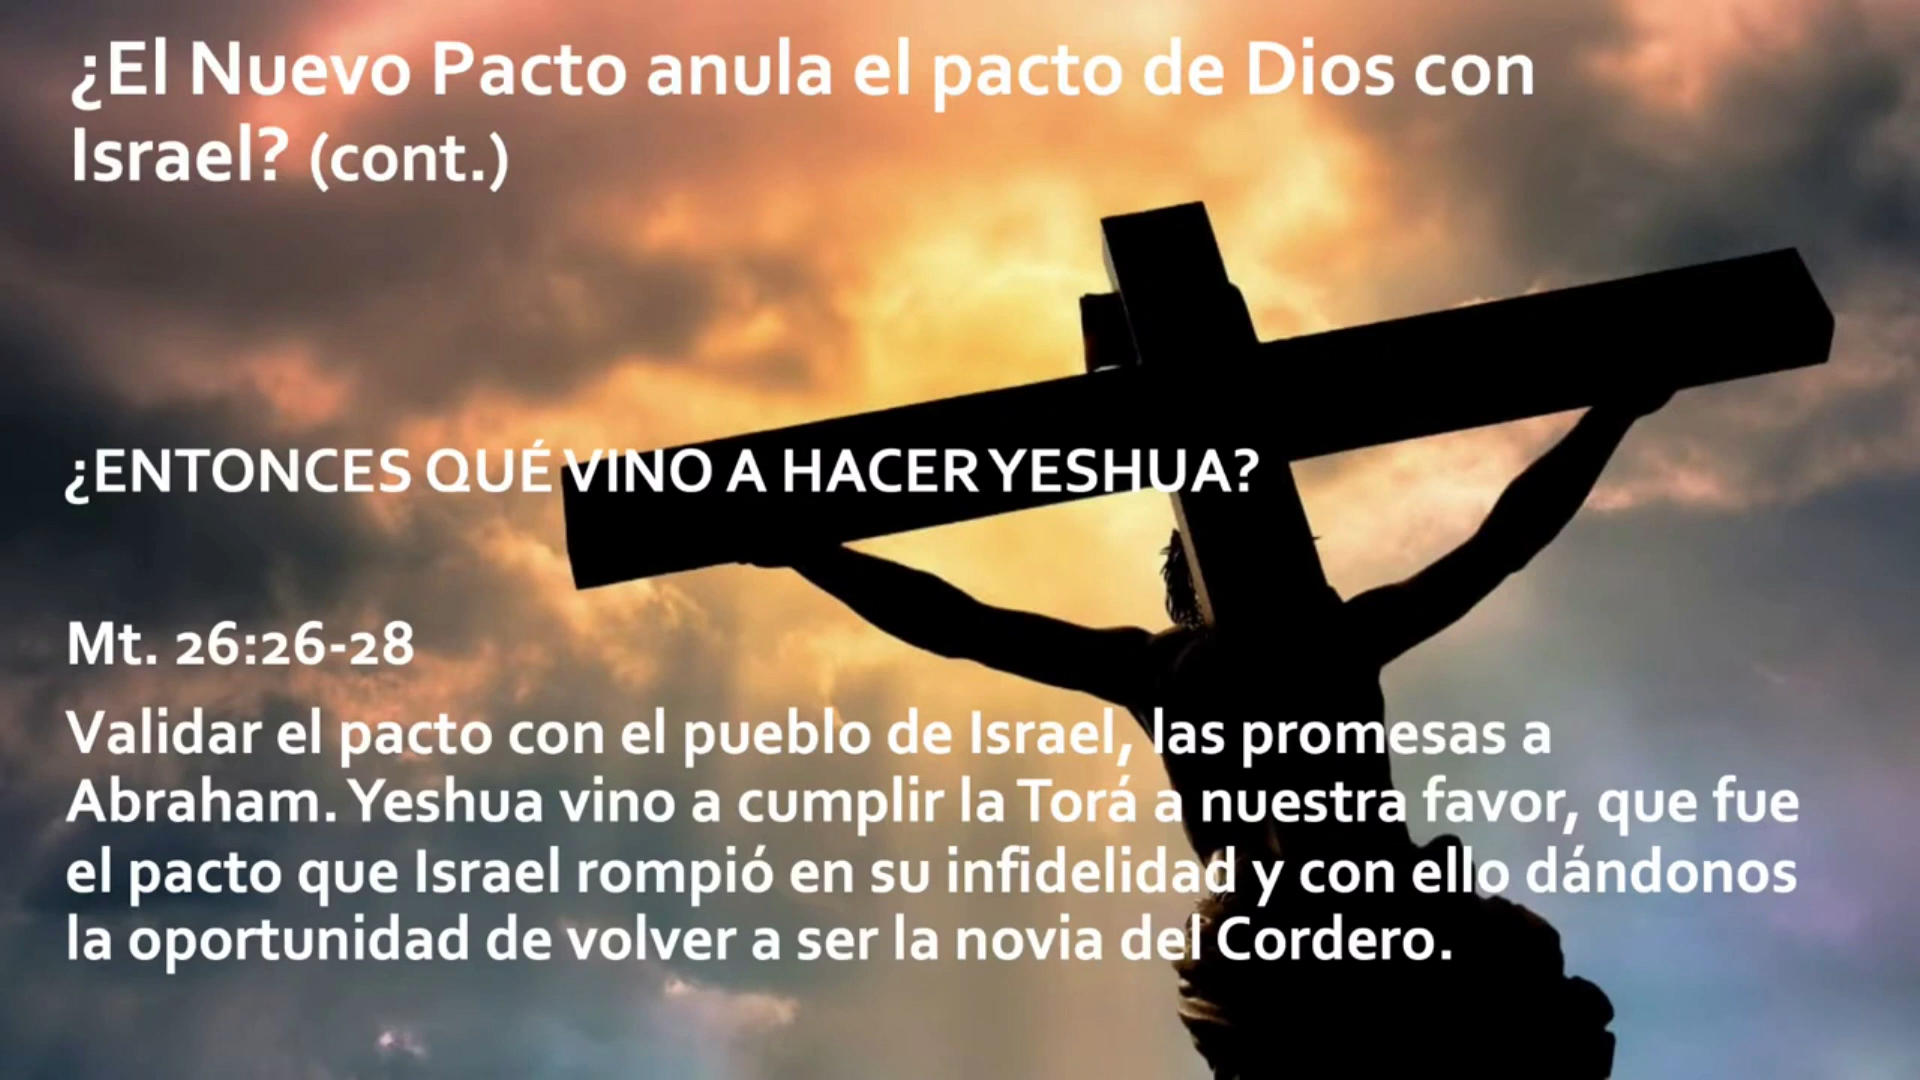 ¿El Nuevo Pacto anula el pacto de Dios con
Israel? (cont.)
¿ENTONCES QUÉ VINO A HACER YESHUA?
Mt. 26:26-28
Validar el pacto con el pueblo de Israel, las promesas a
Abraham. Yeshua vino a cumplir la Torá a nuestra favor, que fue
el pacto que Israel rompió en su infidelidad y con ello dándonos
la oportunidad de volver a ser la novia del Cordero.